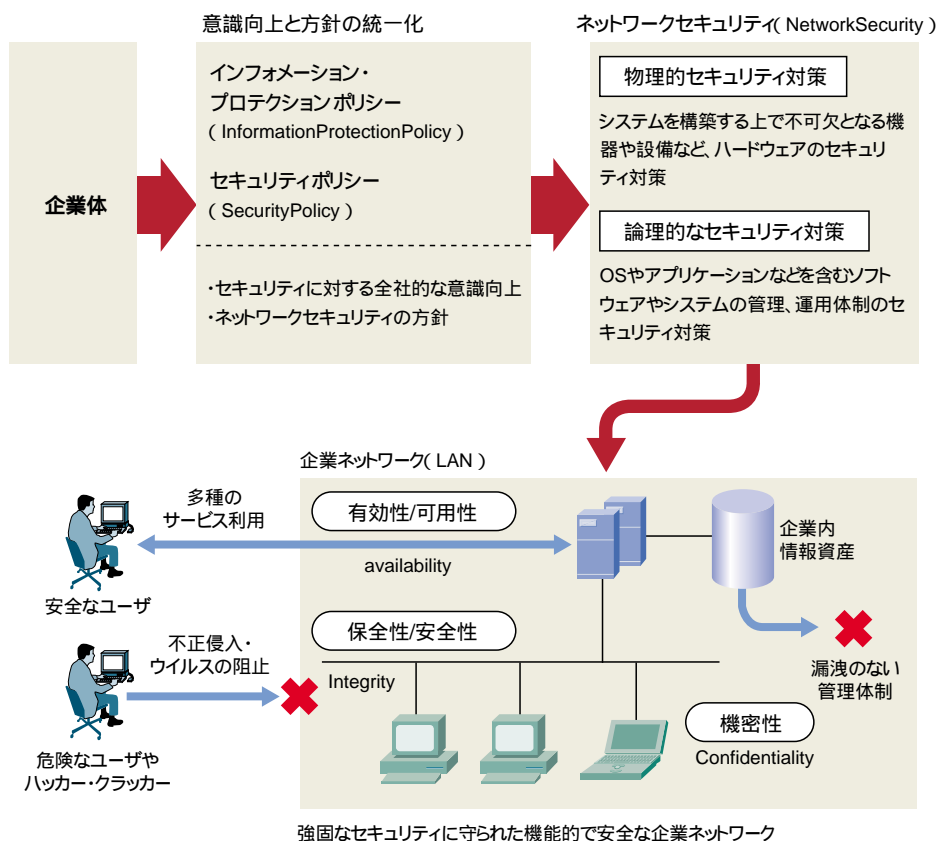 意識向上と方針の統一化
ネットワークセキュリティ( NetworkSecurity )
企業体
インフォメーション・
プロテクションポリシー
( InformationProtectionPolicy )
セキュリティポリシー
( SecurityPolicy )
・セキュリティに対する全社的な意識向上
・ネットワークセキュリティの方針
物理的セキュリティ対策
システムを構築する上で不可欠となる機
器や設備など、ハードウェアのセキュリ
ティ対策
論理的なセキュリティ対策
OSやアプリケーションなどを含むソフト
ウェアやシステムの管理、運用体制のセ
キュリティ対策
企業ネットワーク( LAN )
多種の
サービス利用
有効性/可用性
availability
企業内
情報資産
安全なユーザ
不正侵入・
ウイルスの阻止
保全性/安全性
Integrity
漏洩のない
管理体制
機密性
Confidentiality
危険なユーザや
ハッカー・クラッカー
強固なセキュリティに守られた機能的で安全な企業ネットワーク